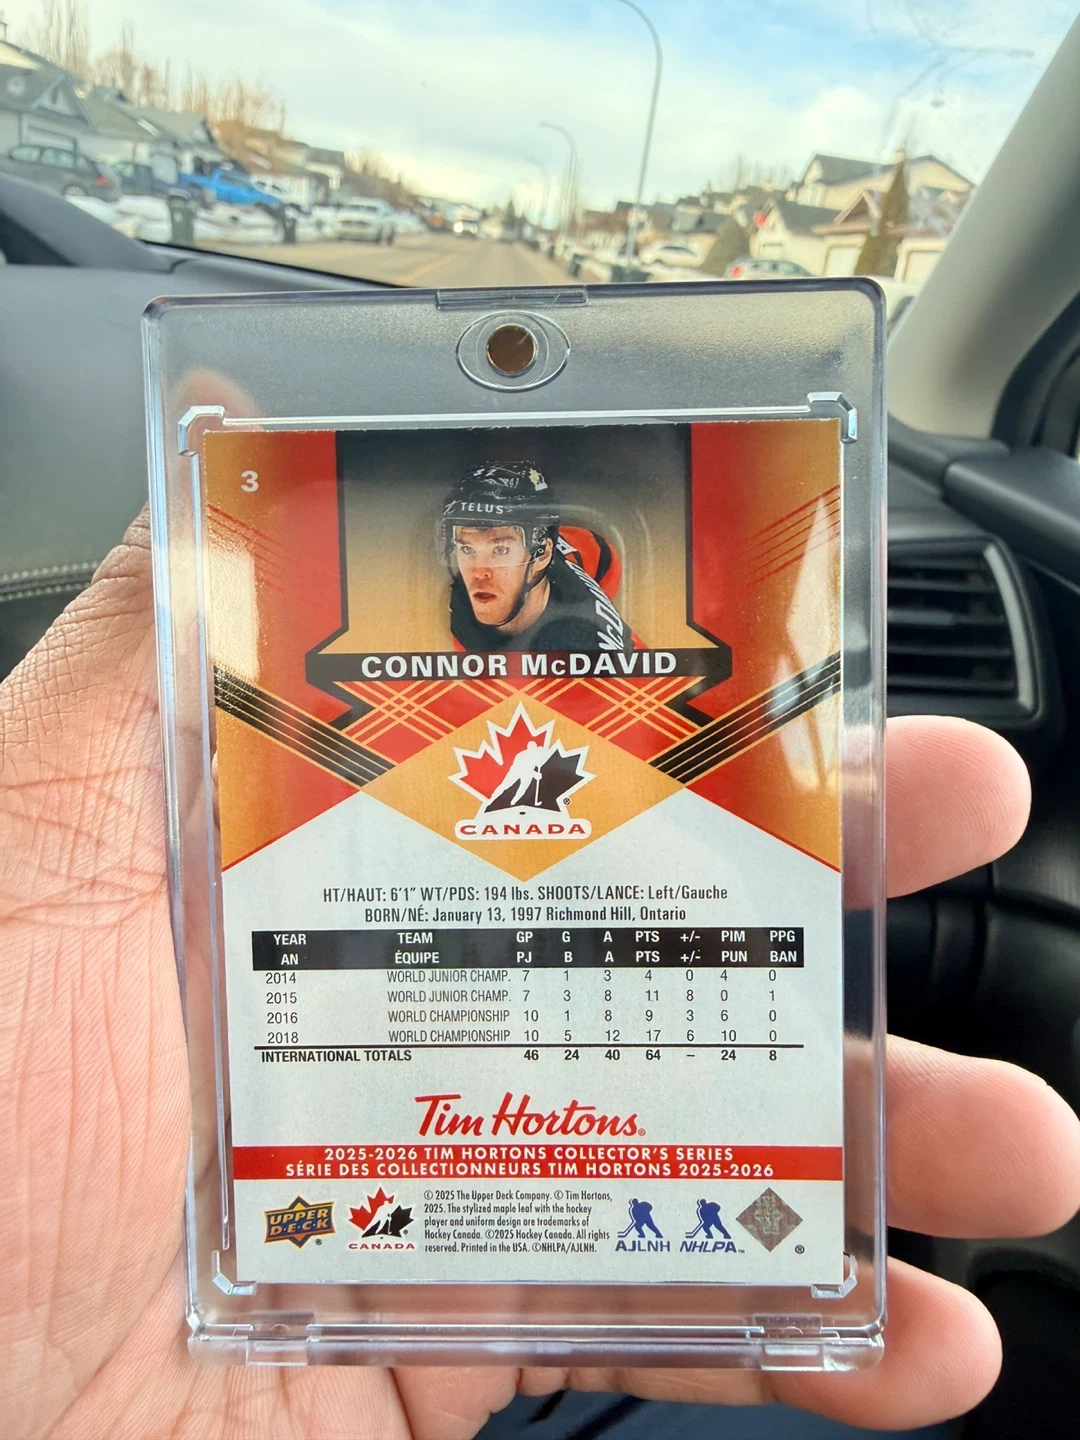 3
TELUS
McDAVID
CONNOR McDAVID
CANADA
HT/HAUT: 6'1" WT/PDS: 194 lbs. SHOOTS/LANCE: Left/Gauche
BORN/NÉ: January 13, 1997 Richmond Hill, Ontario
YEAR TEAM GP G A PTS +/- PIM PPG
AN ÉQUIPE PJ B A PTS +/- PUN BAN
2014 WORLD JUNIOR CHAMP. 7 1 3 4 0 4 0
2015 WORLD JUNIOR CHAMP. 7 3 8 11 8 0 1
2016 WORLD CHAMPIONSHIP 10 1 8 9 3 6 0
2018 WORLD CHAMPIONSHIP 10 5 12 17 6 10 0
INTERNATIONAL TOTALS 46 24 40 64 – 24 8
Tim Hortons®
2025-2026 TIM HORTONS COLLECTOR'S SERIES
SÉRIE DES COLLECTIONNEURS TIM HORTONS 2025-2026
UPPER DECK®
CANADA
© 2025 The Upper Deck Company. © Tim Hortons,
2025. The stylized maple leaf with the hockey
player and uniform design are trademarks of
Hockey Canada. ©2025 Hockey Canada. All rights
reserved. Printed in the USA. ©NHLPA/AJLNH.
AJLNH NHLPA™ ®